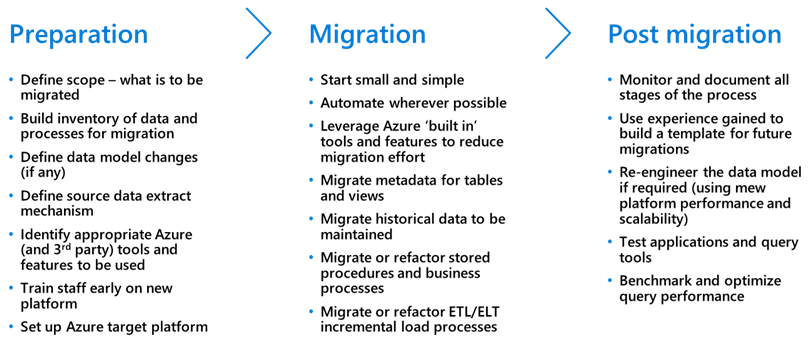 Preparation
• Define scope – what is to be
migrated
• Build inventory of data and
processes for migration
• Define data model changes
(if any)
• Define source data extract
mechanism
• Identify appropriate Azure
(and 3rd party) tools and
features to be used
• Train staff early on new
platform
• Set up Azure target platform
Migration
• Start small and simple
• Automate wherever possible
• Leverage Azure ‘built in’
tools and features to reduce
migration effort
• Migrate metadata for tables
and views
• Migrate historical data to be
maintained
• Migrate or refactor stored
procedures and business
processes
• Migrate or refactor ETL/ELT
incremental load processes
Post migration
• Monitor and document all
stages of the process
• Use experience gained to
build a template for future
migrations
• Re-engineer the data model
if required (using mew
platform performance and
scalability)
• Test applications and query
tools
• Benchmark and optimize
query performance